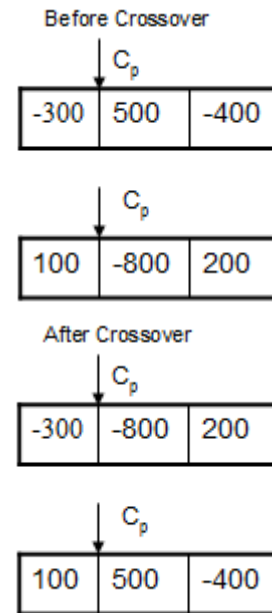 Before Crossover
Cp
-300 500 -400
Cp
100 -800 200
After Crossover
Cp
-300 -800 200
Cp
100 500 -400